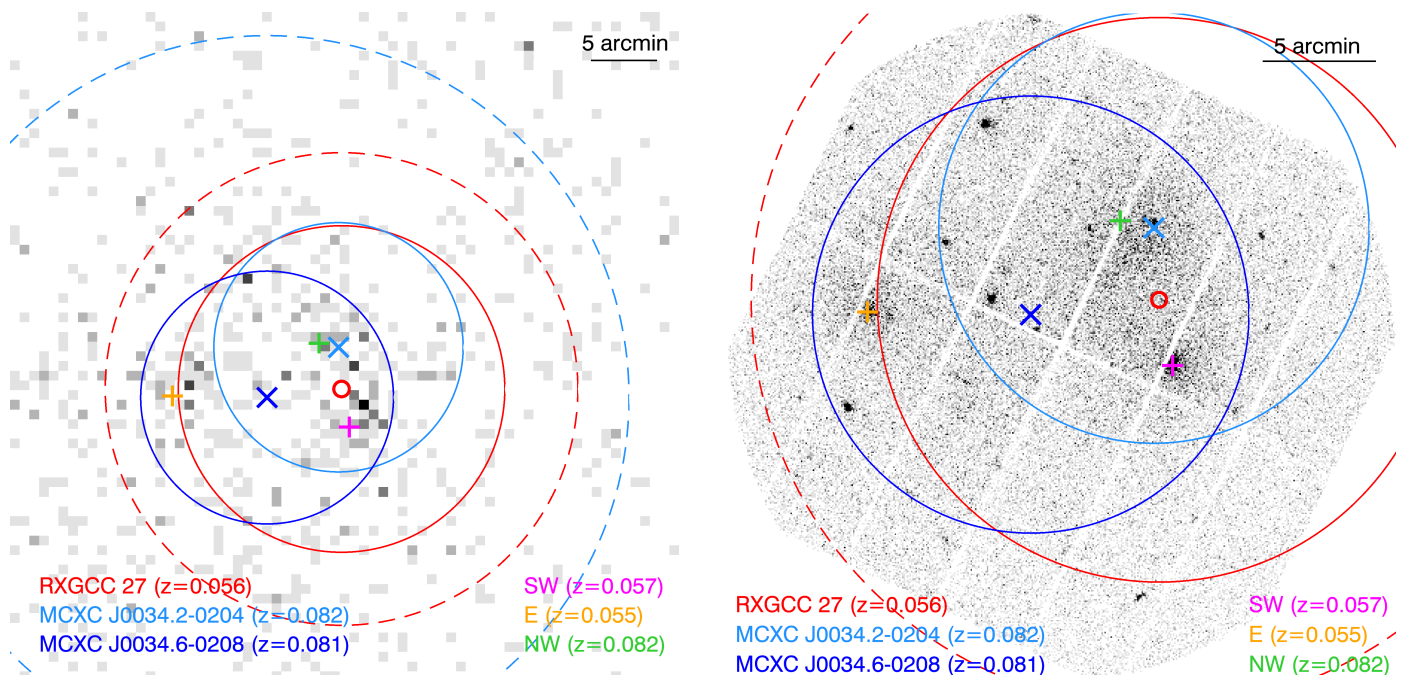 5 arcmin
RXGCC 27 (z=0.056)
MCXC J0034.2-0204 (z=0.082)
MCXC J0034.6-0208 (z=0.081)
SW (z=0.057)
E (z=0.055)
NW (z=0.082)
5 arcmin
RXGCC 27 (z=0.056)
MCXC J0034.2-0204 (z=0.082)
MCXC J0034.6-0208 (z=0.081)
SW (z=0.057)
E (z=0.055)
NW (z=0.082)